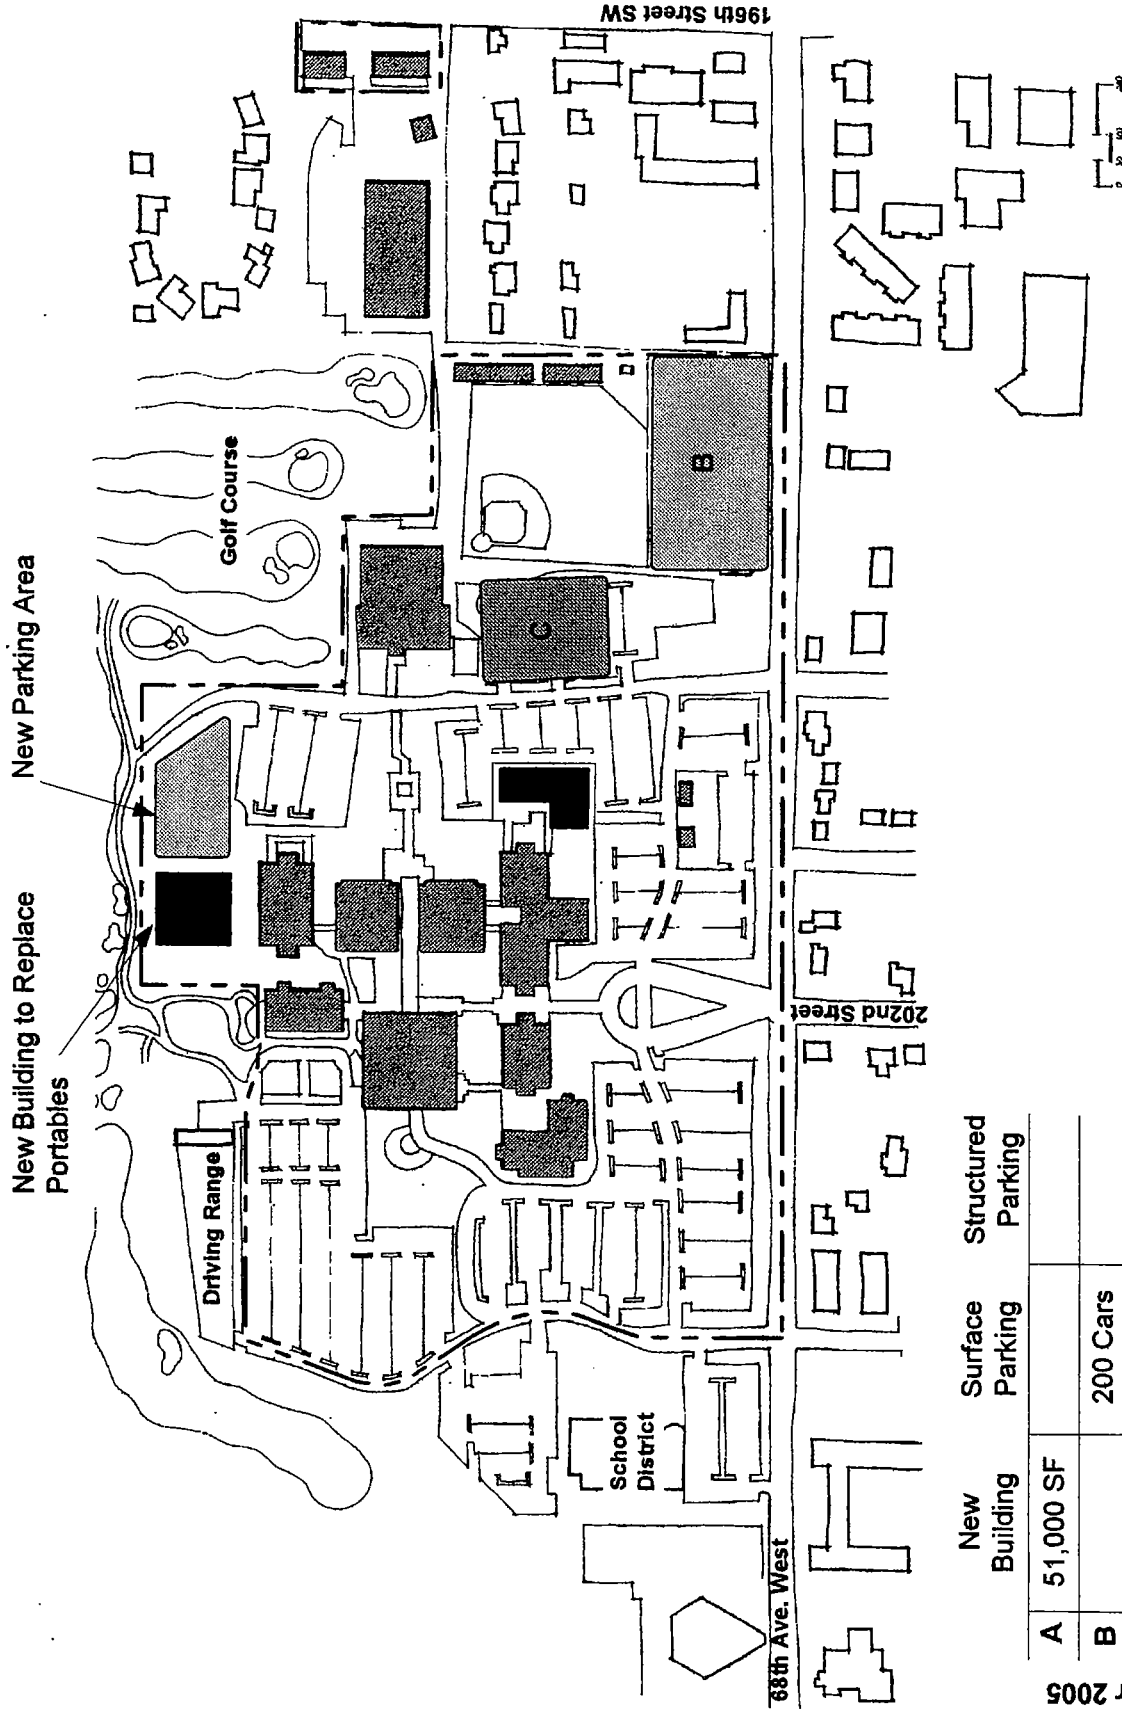 New Building to Replace
Portables
New Parking Area
Golf Course
Driving Range
196th Street SW
B
C
School
District
202nd Street
68th Ave. West
New
Building
Surface
Parking
Structured
Parking
A 51,000 SF
B 200 Cars
2005